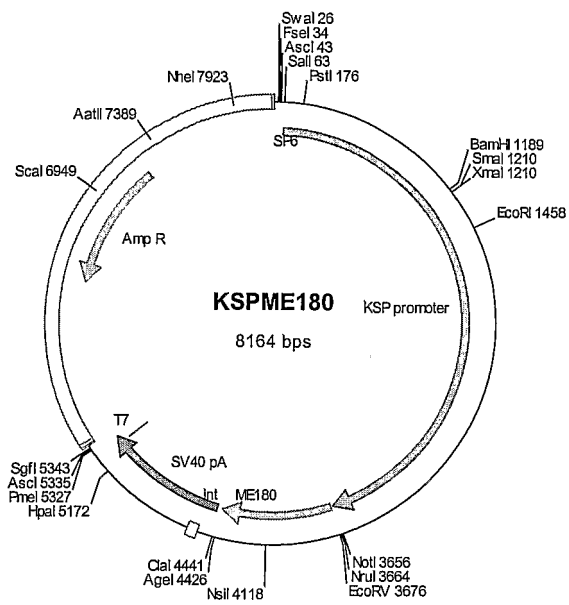 SwaI 26
FseI 34
AscI 43
SalI 63
PstI 176
NheI 7923
AatII 7389
ScaI 6949
SP6
BamHI 1189
SmaI 1210
XmaI 1210
EcoRI 1458
Amp R
KSPME180
8164 bps
KSP promoter
T7
SV40 pA
Int
ME180
SgfI 5343
AscI 5335
PmeI 5327
HpaI 5172
ClaI 4441
AgeI 4426
NsiI 4118
NotI 3656
NruI 3664
EcoRV 3676